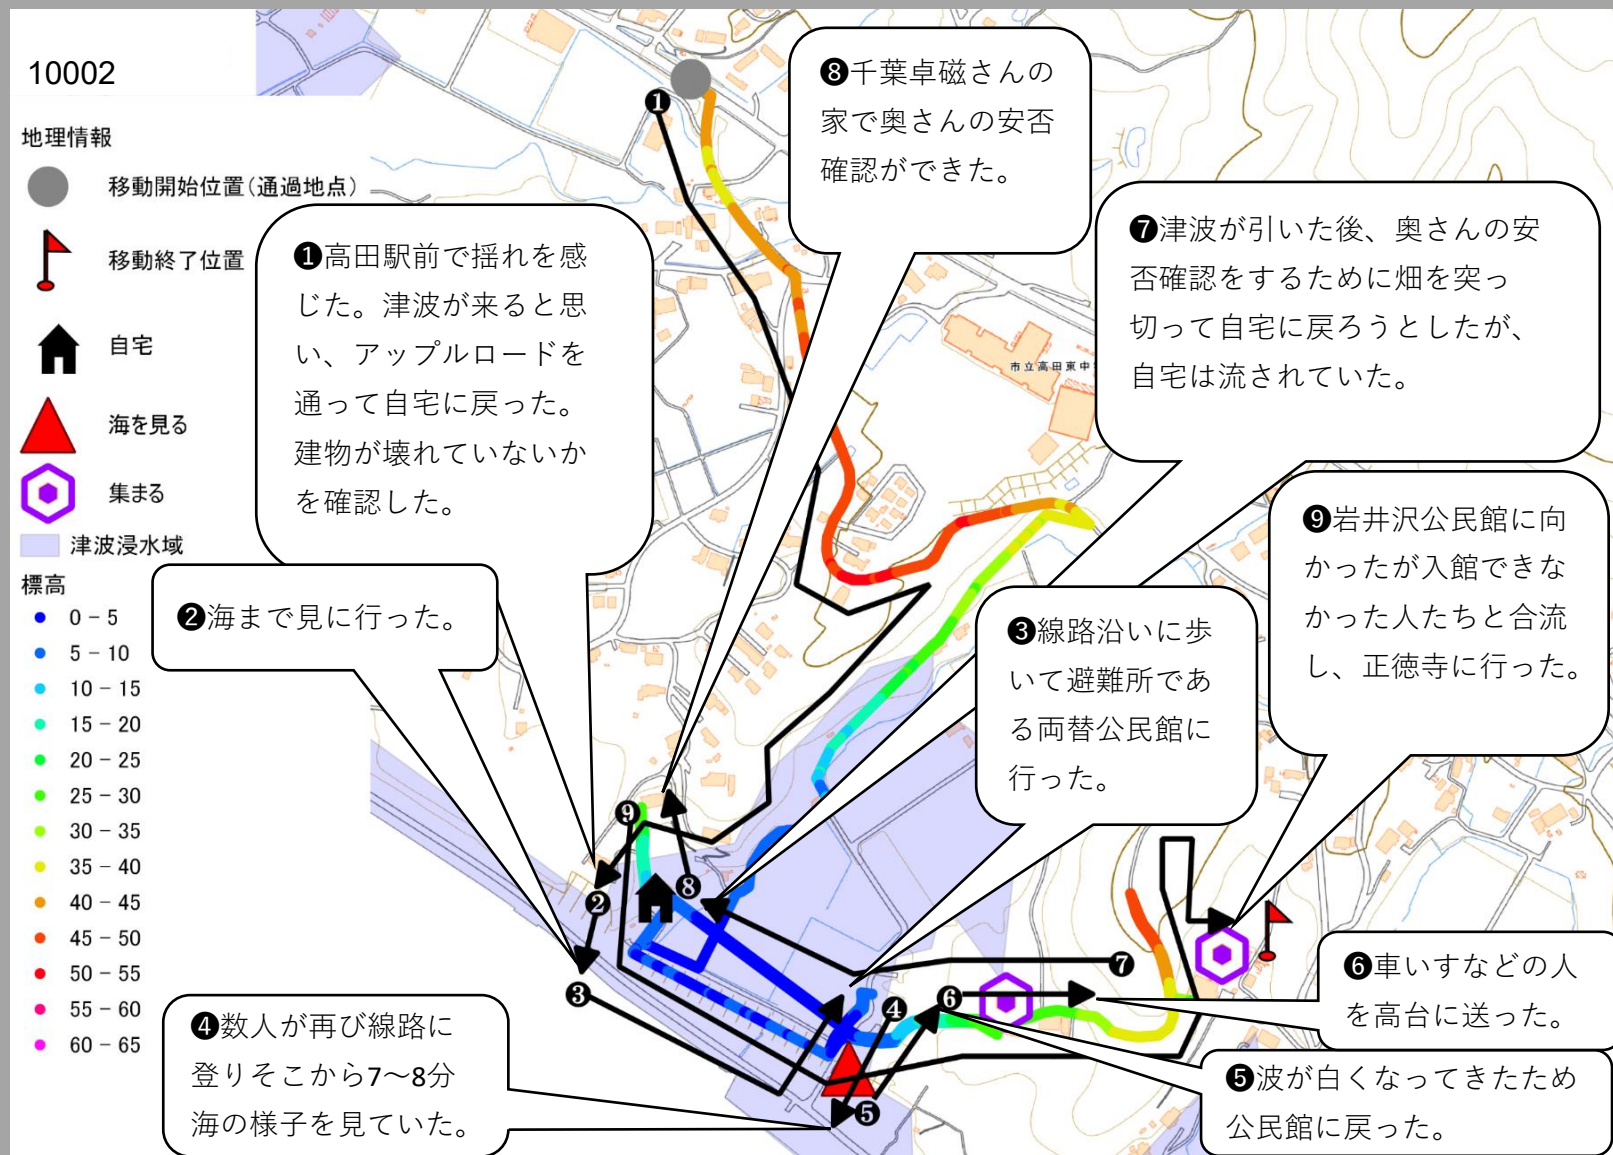 10002
地理情報
移動開始位置(通過地点)
移動終了位置
自宅
海を見る
集まる
津波浸水域
標高
0 - 5
5 - 10
10 - 15
15 - 20
20 - 25
25 - 30
30 - 35
35 - 40
40 - 45
45 - 50
50 - 55
55 - 60
60 - 65
❶高田駅前で揺れを感
じた。津波が来ると思
い、アップルロードを
通って自宅に戻った。
建物が壊れていないか
を確認した。
❷海まで見に行った。
❸線路沿いに歩
いて避難所であ
る両替公民館に
行った。
❹数人が再び線路に
登りそこから7～8分
海の様子を見ていた。
❺波が白くなってきたため
公民館に戻った。
❻車いすなどの人
を高台に送った。
❼津波が引いた後、奥さんの安
否確認をするために畑を突っ
切って自宅に戻ろうとしたが、
自宅は流されていた。
❽千葉卓磁さんの
家で奥さんの安否
確認ができた。
❾岩井沢公民館に向
かったが入館できな
かった人たちと合流
し、正徳寺に行った。
市立高田東中
❶
❷
❸
❹
❺
❻
❼
❽
❾